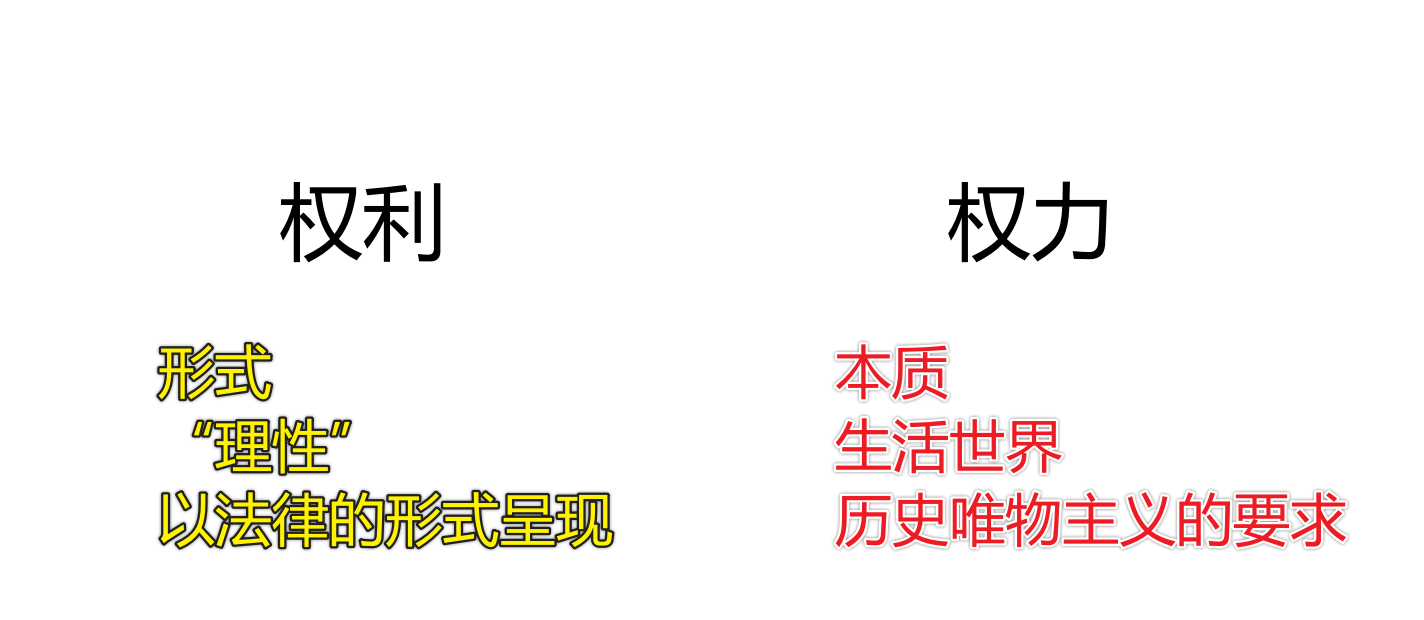 权利
权力
形式
“理性”
以法律的形式呈现
本质
生活世界
历史唯物主义的要求